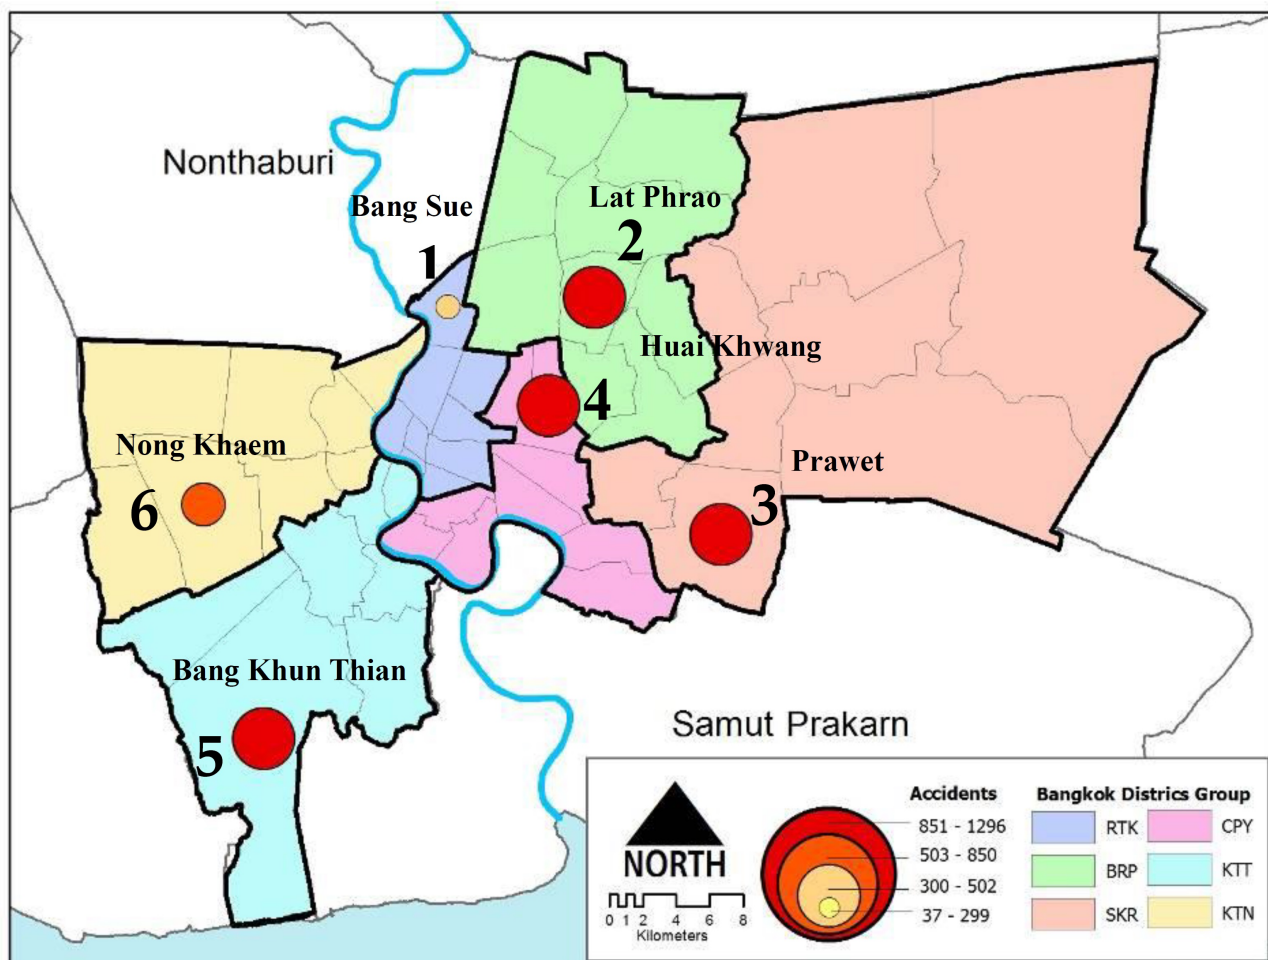 Nonthaburi
Bang Sue
1
Lat Phrao
2
Huai Khwang
4
Nong Khaem
6
Prawet
3
Bang Khun Thian
5
Samut Prakarn
NORTH
0 1 2 4 6 8
Kilometers
Accidents
851 - 1296
503 - 850
300 - 502
37 - 299
Bangkok Districs Group
RTK CPY
BRP KTT
SKR KTN